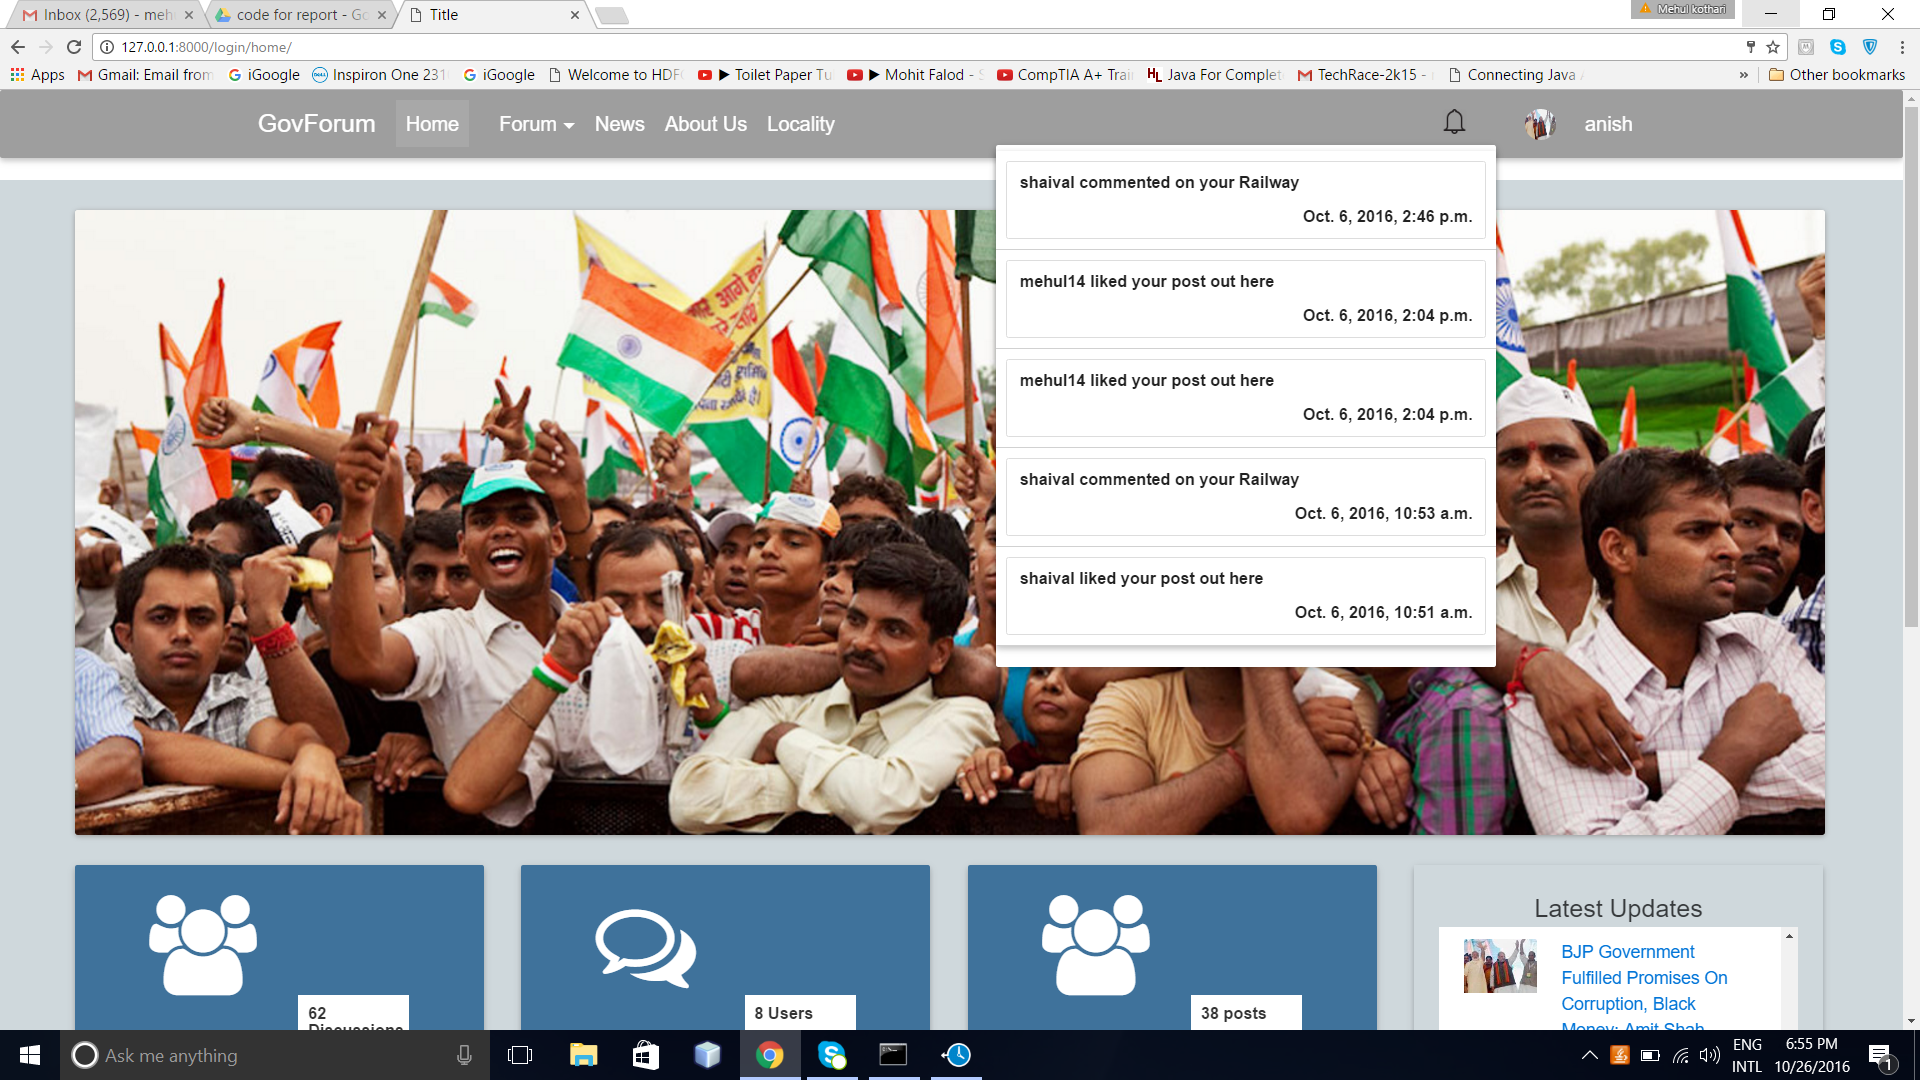 Inbox (2,569) - meh
code for report - Go
Title
Mehul kothari
127.0.0.1:8000/login/home/
Apps
Gmail: Email from
iGoogle
Inspiron One 231
iGoogle
Welcome to HDF
▶ Toilet Paper Tu
▶ Mohit Falod - S
CompTIA A+ Trai
Java For Complet
TechRace-2k15 -
Connecting Java
»
Other bookmarks
GovForum
Home
Forum
News
About Us
Locality
anish
shaival commented on your Railway
Oct. 6, 2016, 2:46 p.m.
mehul14 liked your post out here
Oct. 6, 2016, 2:04 p.m.
mehul14 liked your post out here
Oct. 6, 2016, 2:04 p.m.
shaival commented on your Railway
Oct. 6, 2016, 10:53 a.m.
shaival liked your post out here
Oct. 6, 2016, 10:51 a.m.
62
Discussions
8 Users
38 posts
Latest Updates
BJP Government
Fulfilled Promises On
Corruption, Black
Money: Amit Shah
Ask me anything
ENG
INTL
6:55 PM
10/26/2016
1